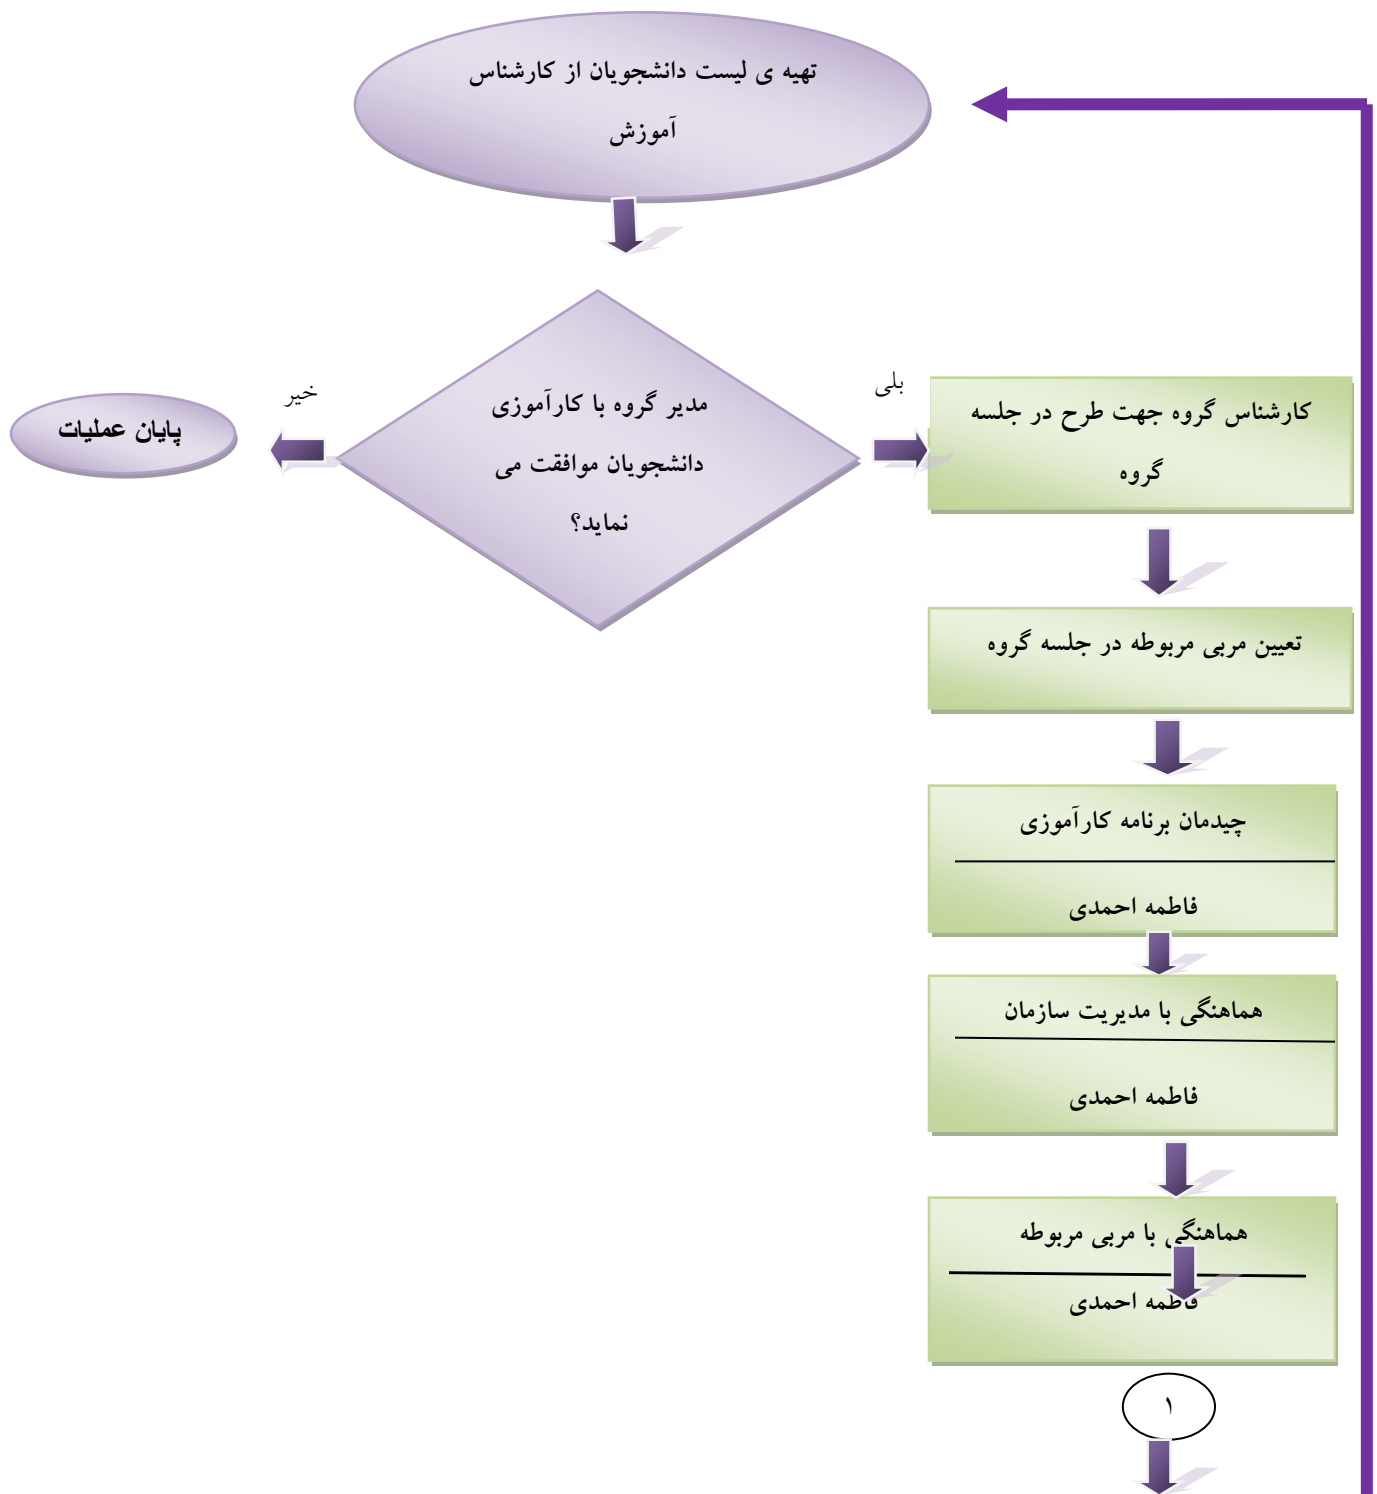 تهیه ی لیست دانشجویان از کارشناس
آموزش
مدیر گروه با کارآموزی
دانشجویان موافقت می
نماید؟
بلی
خیر
پایان عملیات
کارشناس گروه جهت طرح در جلسه
گروه
تعیین مربی مربوطه در جلسه گروه
چیدمان برنامه کارآموزی
فاطمه احمدی
هماهنگی با مدیریت سازمان
فاطمه احمدی
هماهنگی با مربی مربوطه
فاطمه احمدی
۱